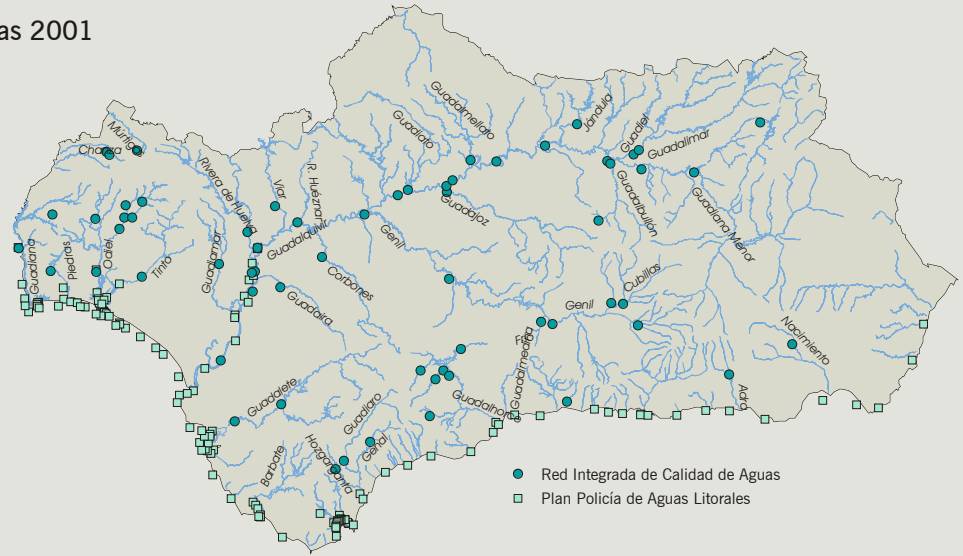 as 2001
Guadalmellato
Guadiato
Jándula
Guadiel
Guadalimar
Múrtiga
Chanza
Rivera de Huelva
Viar
R. Huéznar
Guadajoz
Guadalbullón
Guadiana Menor
Guadalquivir
Genil
Guadiana
Piedras
Odiel
Tinto
Guadiamar
Corbones
Cubillas
Guadaira
Genil
Nacimiento
Guadalmedina
Guadalete
Guadiaro
Guadalhorce
Adra
Genal
Barbate
Hozgarganta
Red Integrada de Calidad de Aguas
Plan Policía de Aguas Litorales